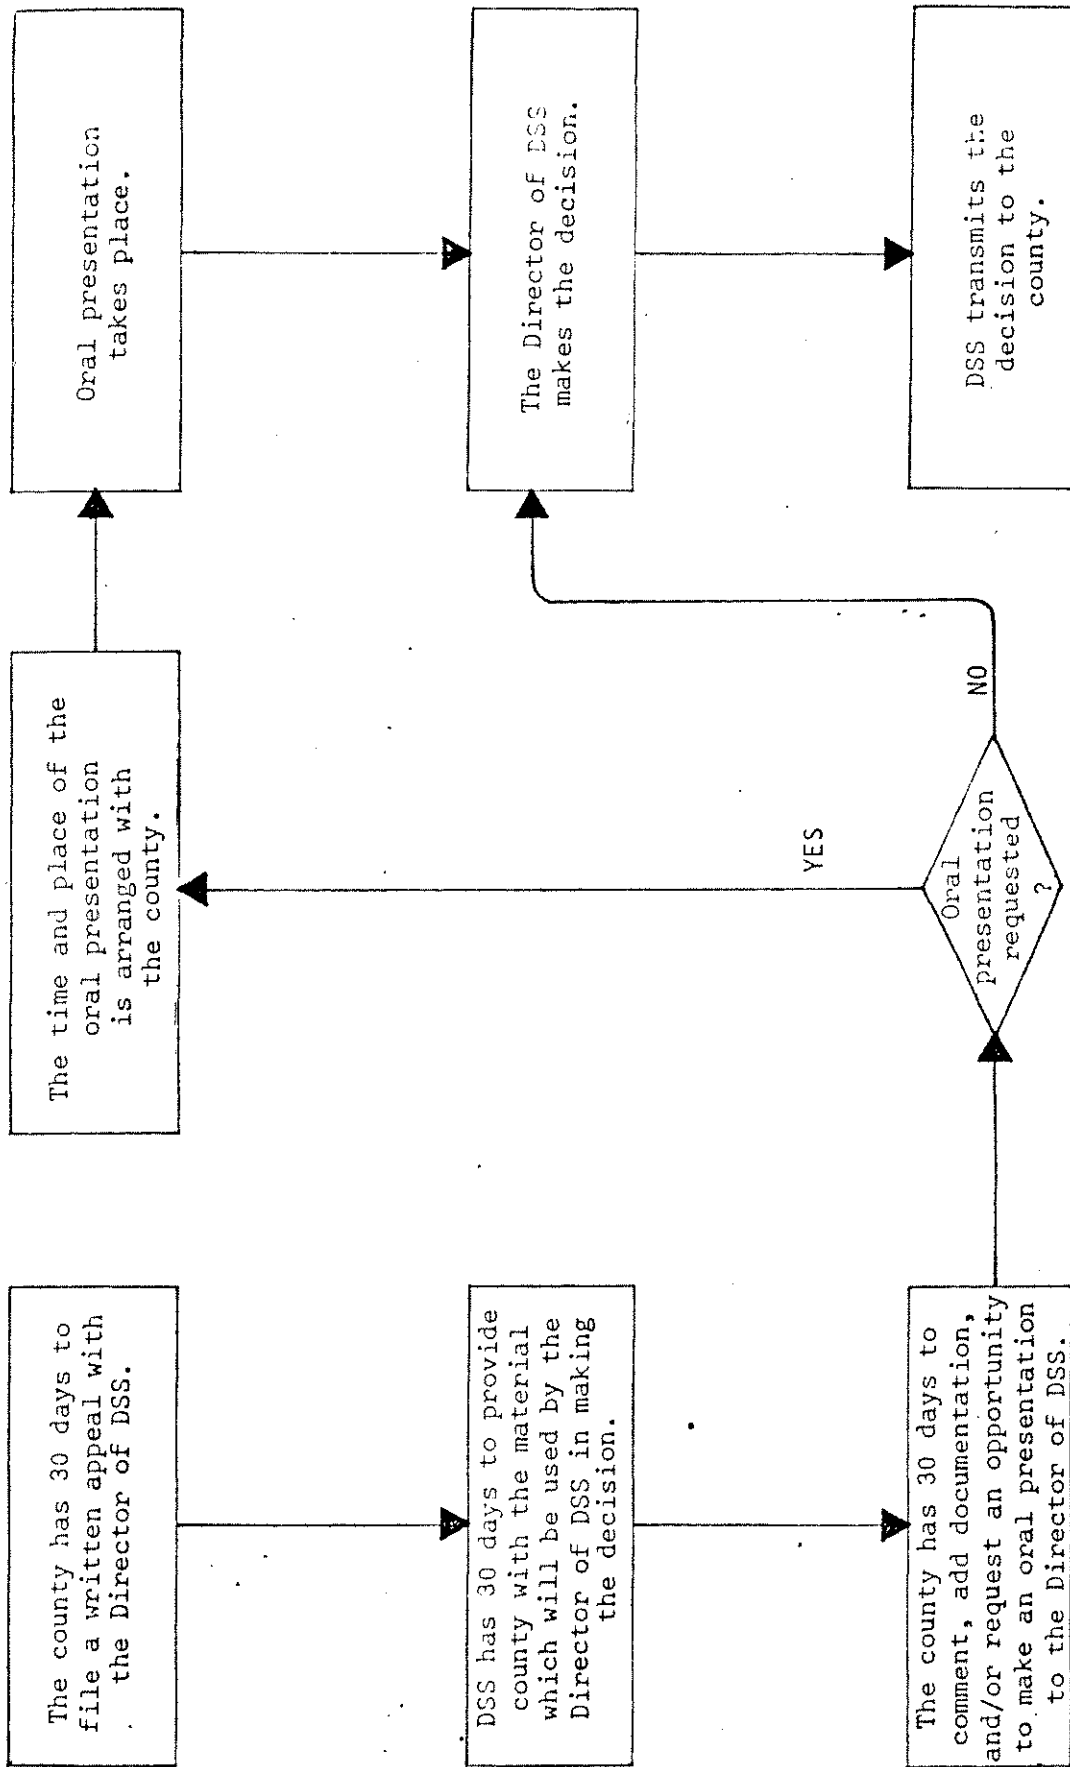 The county has 30 days to
file a written appeal with
the Director of DSS.
DSS has 30 days to provide
county with the material
which will be used by the
Director of DSS in making
the decision.
The county has 30 days to
comment, add documentation,
and/or request an opportunity
to make an oral presentation
to the Director of DSS.
Oral
presentation
requested
?
YES
NO
The time and place of the
oral presentation
is arranged with
the county.
Oral presentation
takes place.
The Director of DSS
makes the decision.
DSS transmits the
decision to the
county.